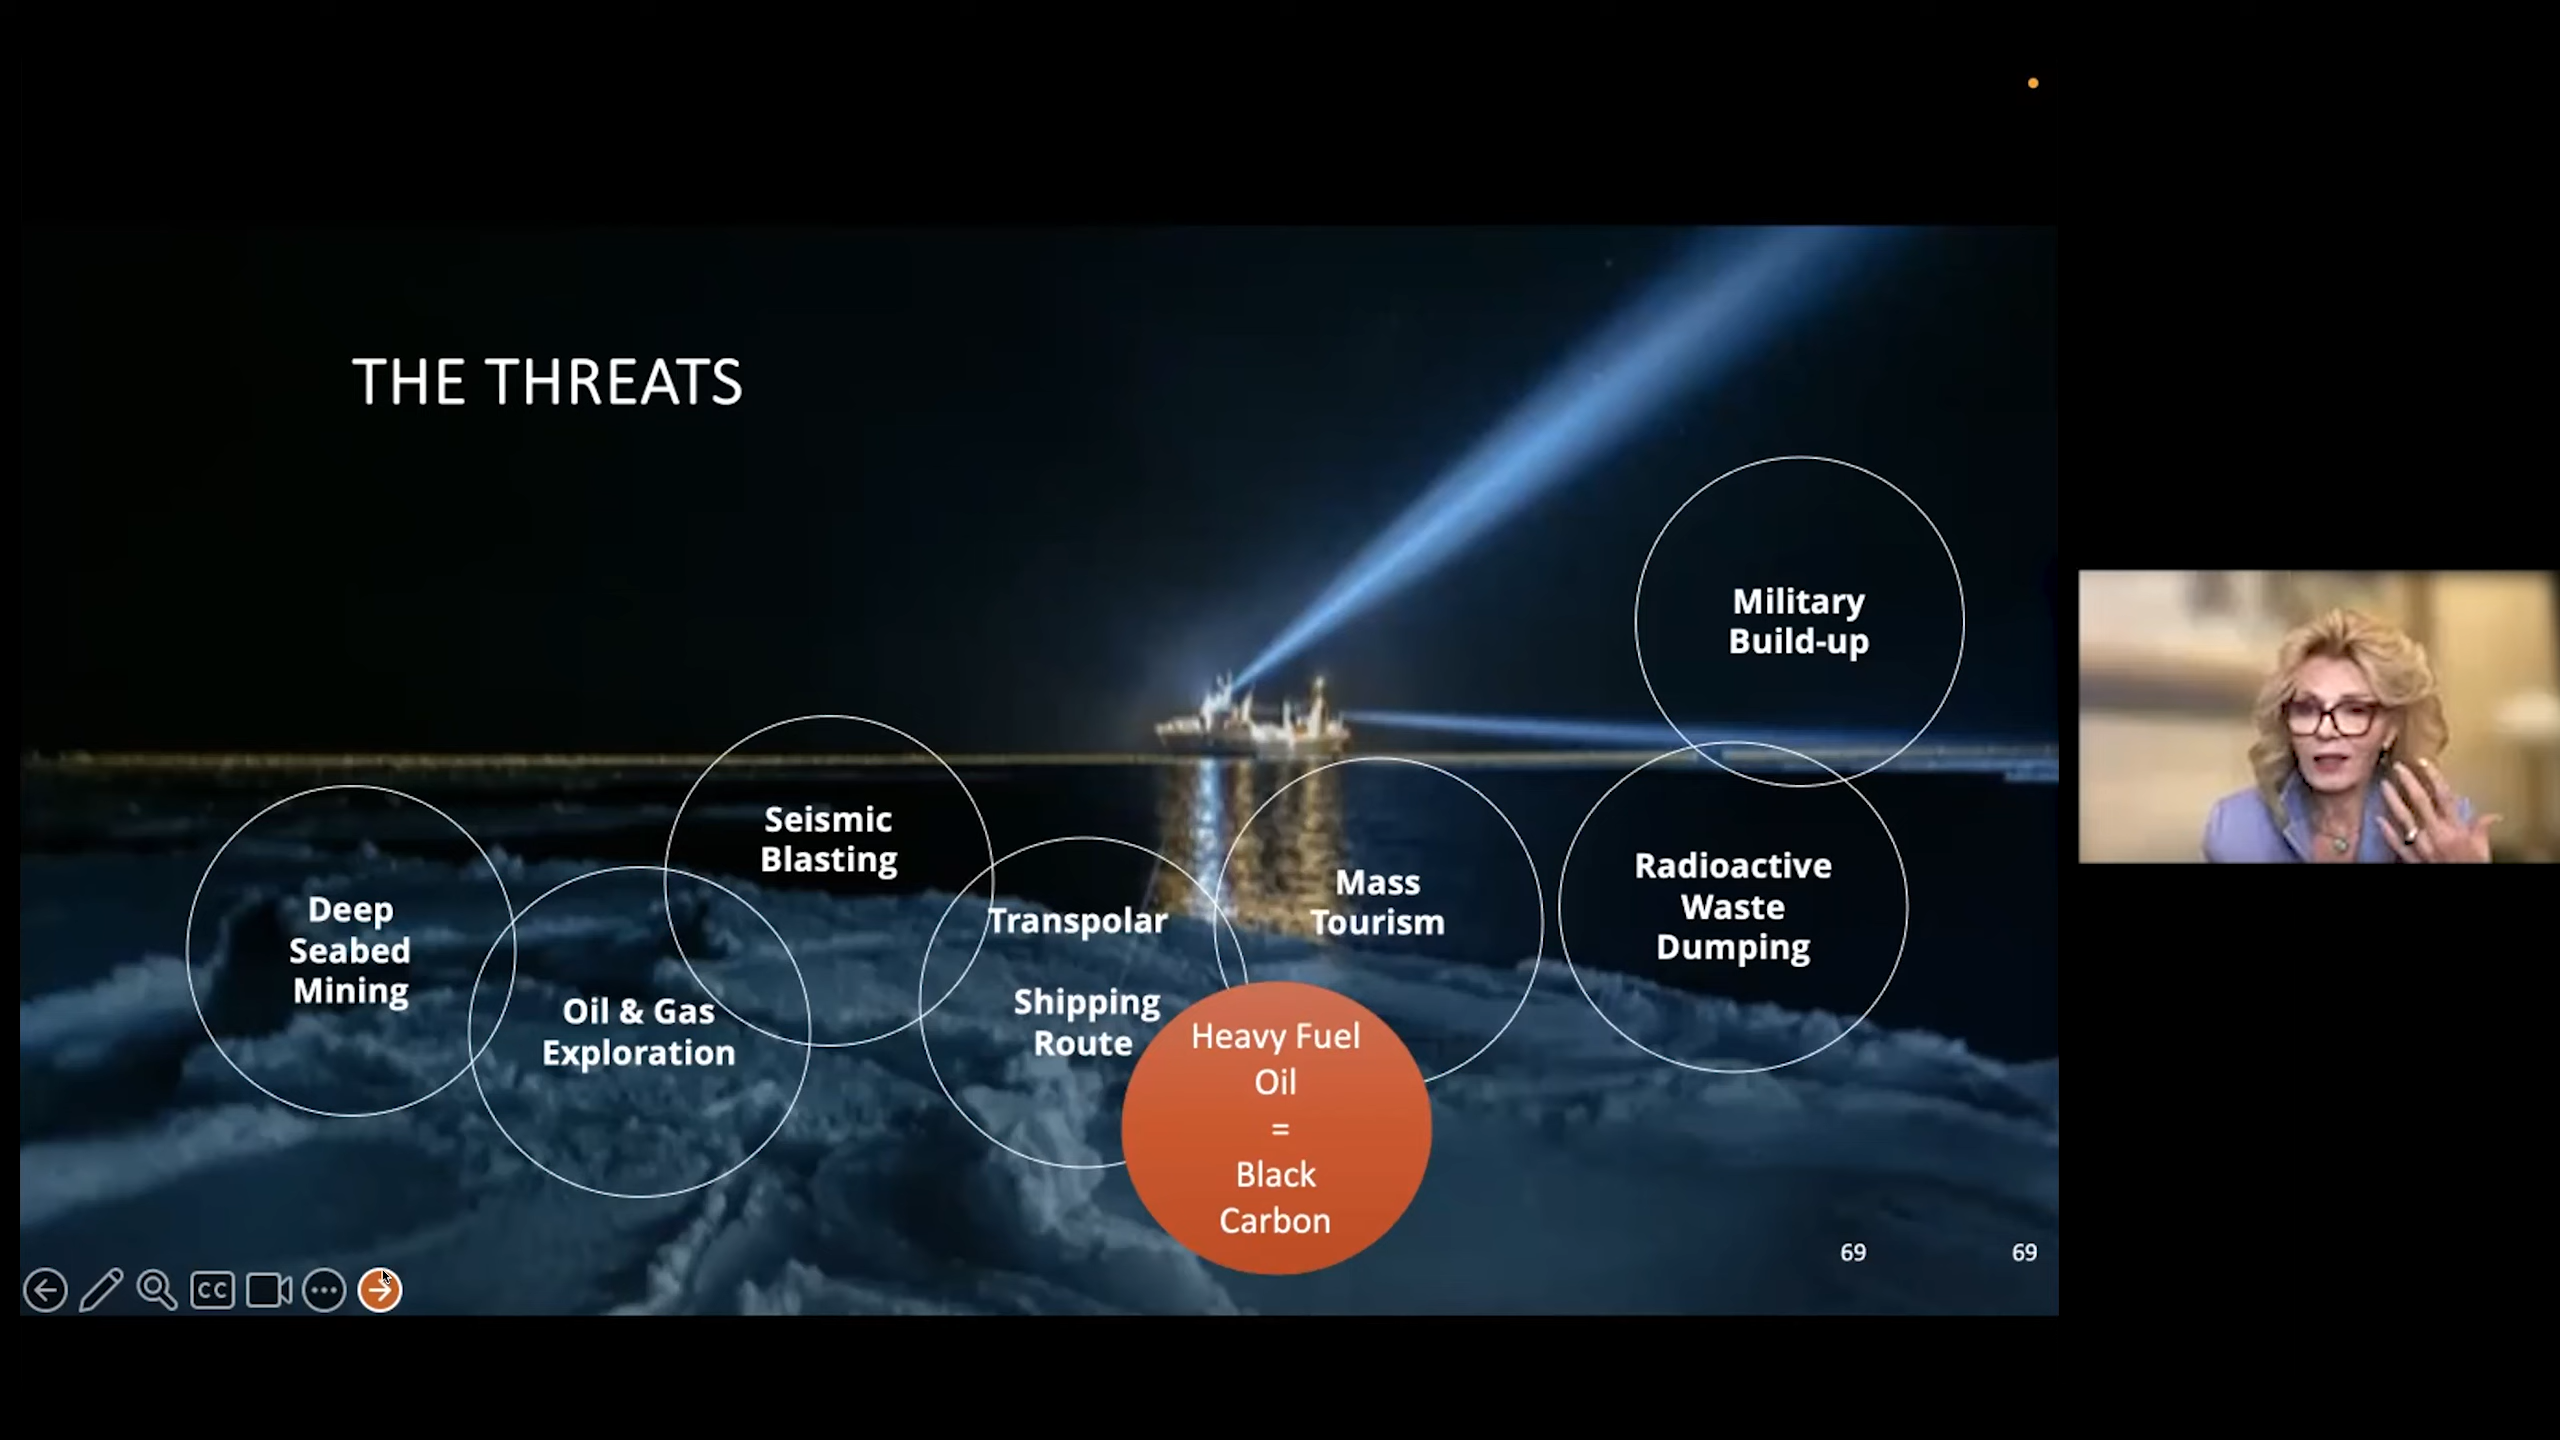 THE THREATS
Military
Build-up
Seismic
Blasting
Deep
Seabed
Mining
Oil & Gas
Exploration
Transpolar
Shipping
Route
Mass
Tourism
Radioactive
Waste
Dumping
Heavy Fuel
Oil
=
Black
Carbon
69
69
CC